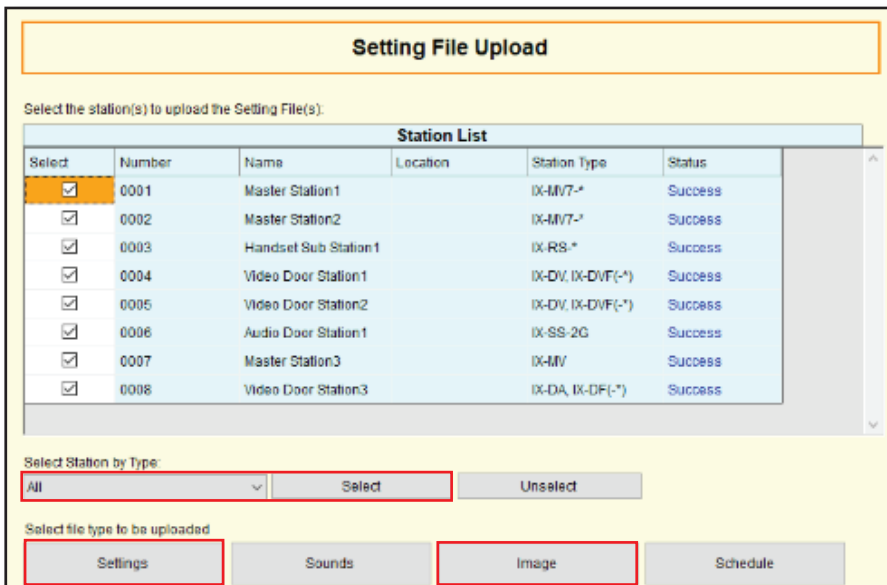 Setting File Upload
Select the station(s) to upload the Setting File(s):
Station List
Select Number Name Location Station Type Status
0001 Master Station1 IX-MV7-* Success
0002 Master Station2 IX-MV7-* Success
0003 Handset Sub Station1 IX-RS-* Success
0004 Video Door Station1 IX-DV, IX-DVF(-*) Success
0005 Video Door Station2 IX-DV, IX-DVF(-*) Success
0006 Audio Door Station1 IX-SS-2G Success
0007 Master Station3 IX-MV Success
0008 Video Door Station3 IX-DA, IX-DF(-*) Success
Select Station by Type:
All Select Unselect
Select file type to be uploaded
Settings Sounds Image Schedule